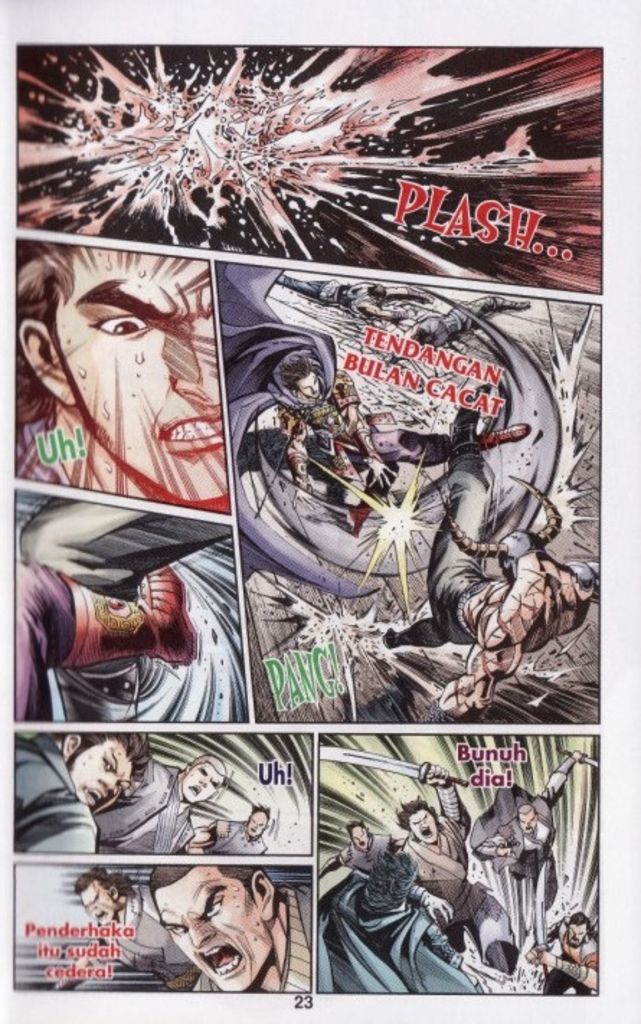 PLASH...
Uh!
TENDANGAN
BULAN CACAT
PANG!
Uh!
Penderhaka
itu sudah
cedera!
Bunuh
dia!
23